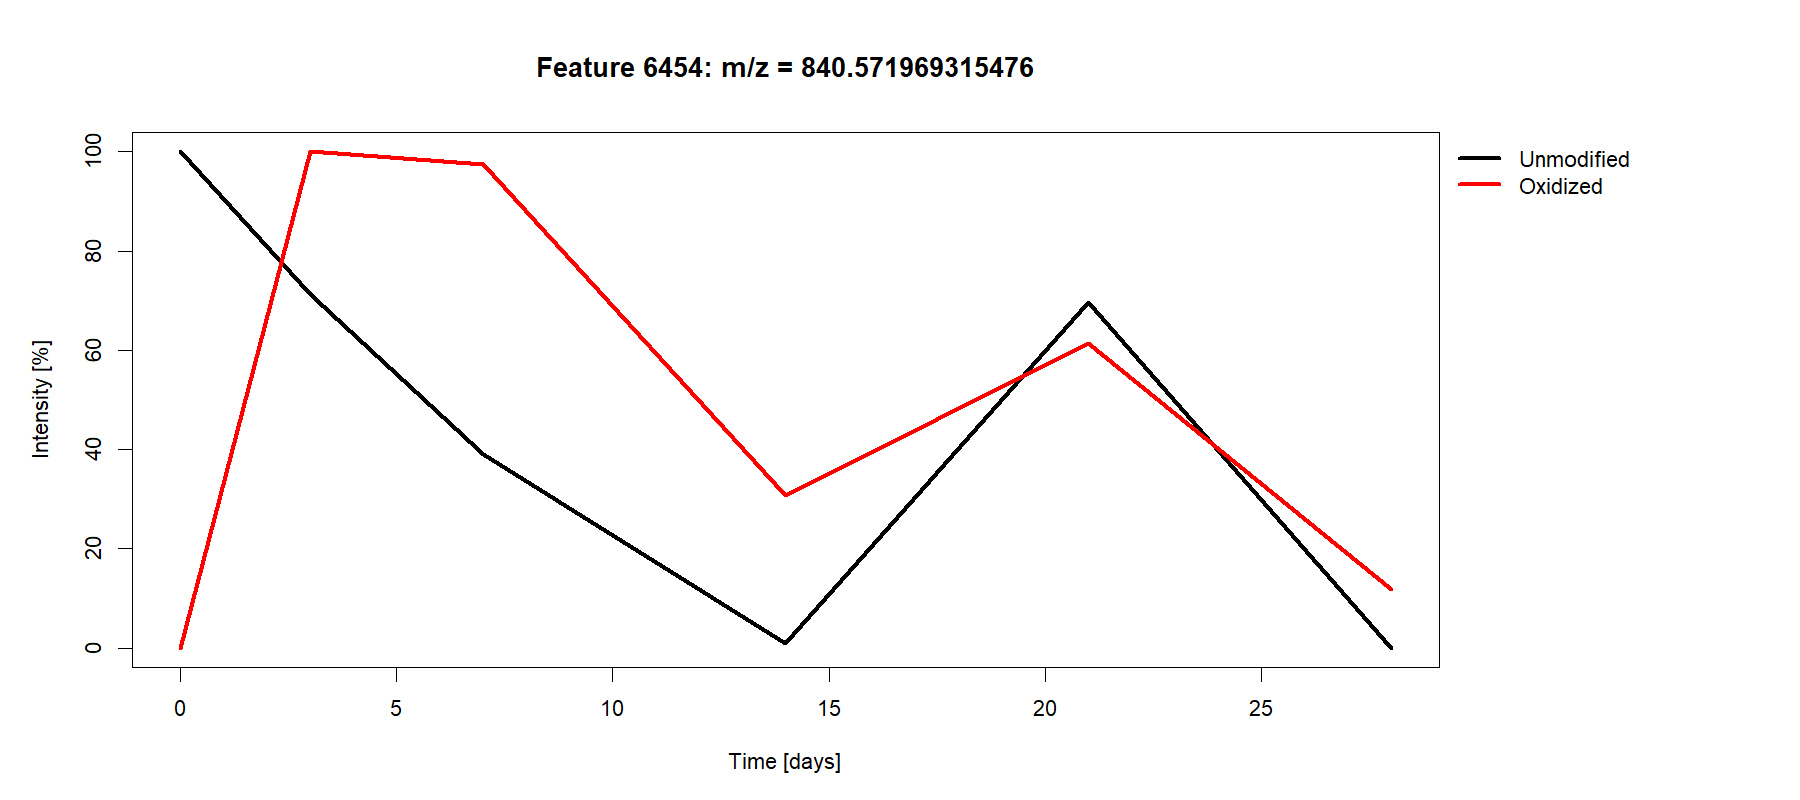 Feature 6454: m/z = 840.571969315476
Unmodified
Oxidized
Intensity [%]
100
80
60
40
20
0
0 5 10 15 20 25
Time [days]